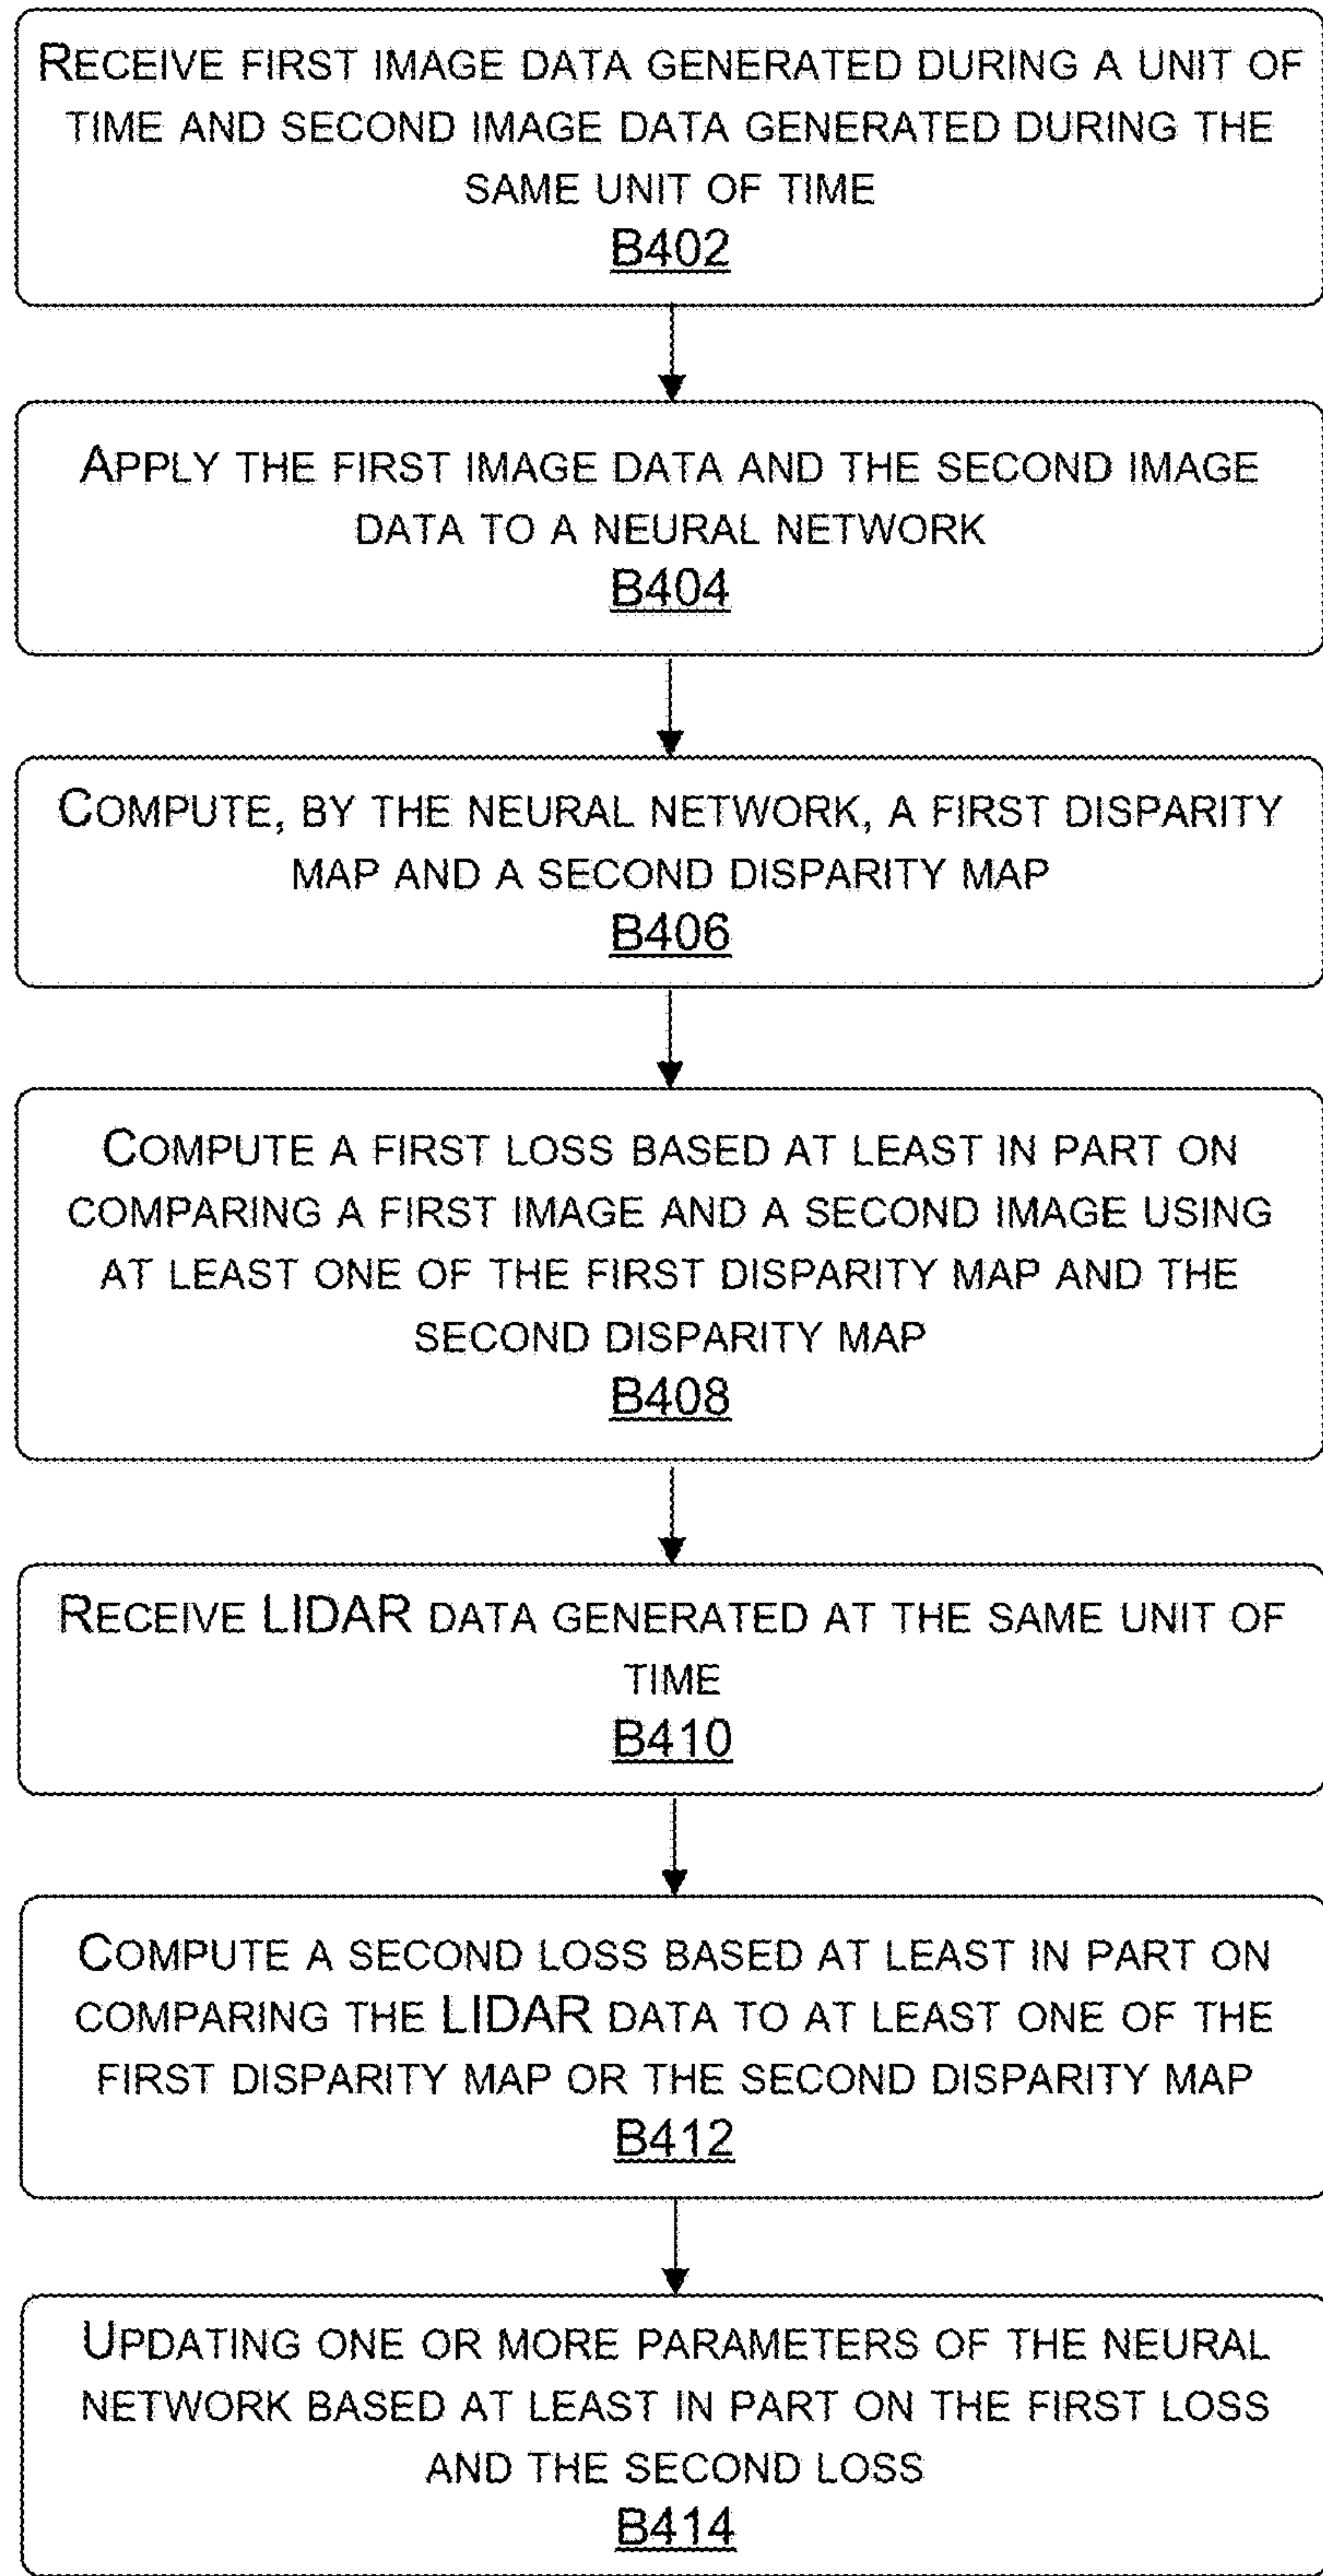 RECEIVE FIRST IMAGE DATA GENERATED DURING A UNIT OF
TIME AND SECOND IMAGE DATA GENERATED DURING THE
SAME UNIT OF TIME
B402
APPLY THE FIRST IMAGE DATA AND THE SECOND IMAGE
DATA TO A NEURAL NETWORK
B404
COMPUTE, BY THE NEURAL NETWORK, A FIRST DISPARITY
MAP AND A SECOND DISPARITY MAP
B406
COMPUTE A FIRST LOSS BASED AT LEAST IN PART ON
COMPARING A FIRST IMAGE AND A SECOND IMAGE USING
AT LEAST ONE OF THE FIRST DISPARITY MAP AND THE
SECOND DISPARITY MAP
B408
RECEIVE LIDAR DATA GENERATED AT THE SAME UNIT OF
TIME
B410
COMPUTE A SECOND LOSS BASED AT LEAST IN PART ON
COMPARING THE LIDAR DATA TO AT LEAST ONE OF THE
FIRST DISPARITY MAP OR THE SECOND DISPARITY MAP
B412
UPDATING ONE OR MORE PARAMETERS OF THE NEURAL
NETWORK BASED AT LEAST IN PART ON THE FIRST LOSS
AND THE SECOND LOSS
B414